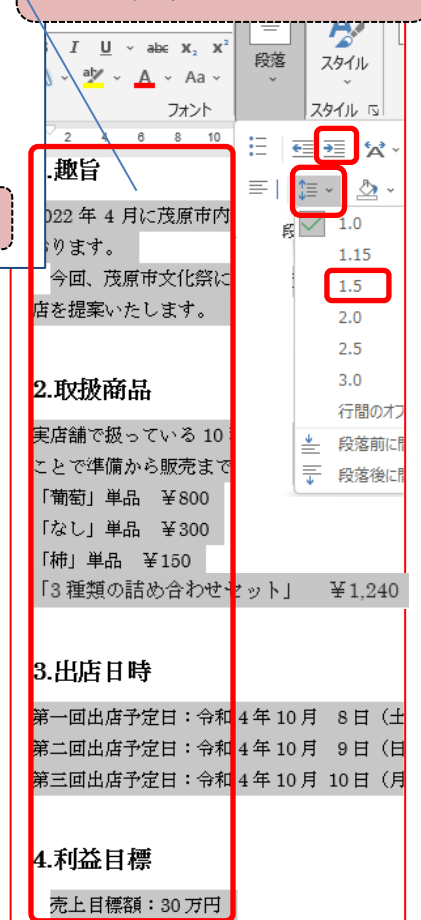 I U abc x₂ x²
段落
スタイル
A Aa
フォント
スタイル
2 4 6 8 10
.趣旨
022 年 4 月に茂原市内
ります。
今回、茂原市文化祭に
店を提案いたします。
1.0
1.15
1.5
2.0
2.5
3.0
行間のオプ
段落前に間
段落後に間
2.取扱商品
実店舗で扱っている 10
ことで準備から販売まで
「葡萄」単品 ¥800
「なし」単品 ¥300
「柿」単品 ¥150
「3 種類の詰め合わせセット」 ¥1,240
3.出店日時
第一回出店予定日：令和 4 年 10 月 8 日（土
第二回出店予定日：令和 4 年 10 月 9 日（日
第三回出店予定日：令和 4 年 10 月 10 日（月
4.利益目標
売上目標額：30 万円